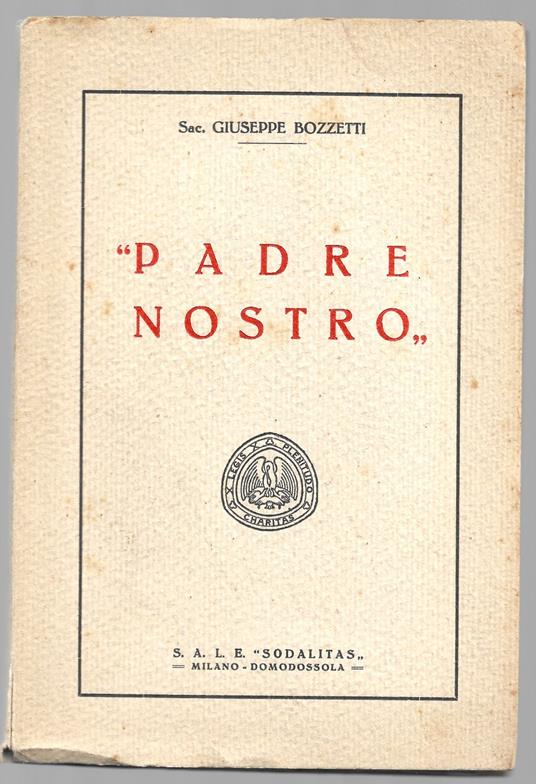 Sac. GIUSEPPE BOZZETTI
“PADRE
NOSTRO„
LEGIS PLENITUDO
CHARITAS
S. A. L. E. “SODALITAS„
MILANO - DOMODOSSOLA